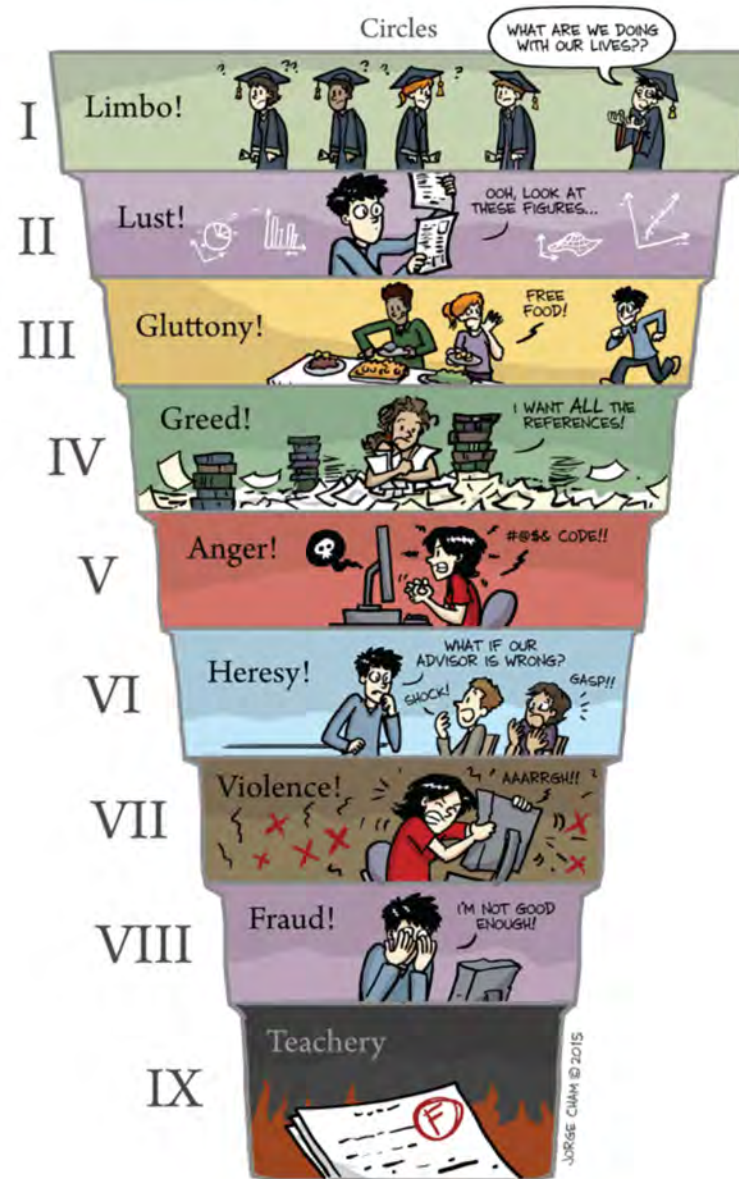 Circles
WHAT ARE WE DOING
WITH OUR LIVES??
I
Limbo!
?? ? ?? ? ?
II
Lust!
OOH, LOOK AT
THESE FIGURES...
III
Gluttony!
FREE
FOOD!
IV
Greed!
I WANT ALL THE
REFERENCES!
V
Anger!
#@$& CODE!!
VI
Heresy!
WHAT IF OUR
ADVISOR IS WRONG?
SHOCK!
GASP!!
VII
Violence!
AAARRGH!!
VIII
Fraud!
I'M NOT GOOD
ENOUGH!
IX
Teachery
F
JORGE CHAM © 2015